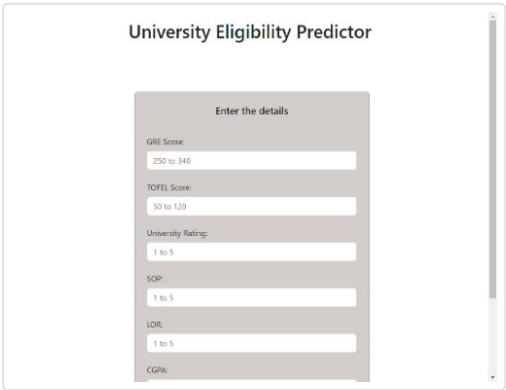 University Eligibility Predictor
Enter the details
GRE Score:
250 to 340
TOFEL Score:
50 to 120
University Rating:
1 to 5
SOP:
1 to 5
LOR:
1 to 5
CGPA: